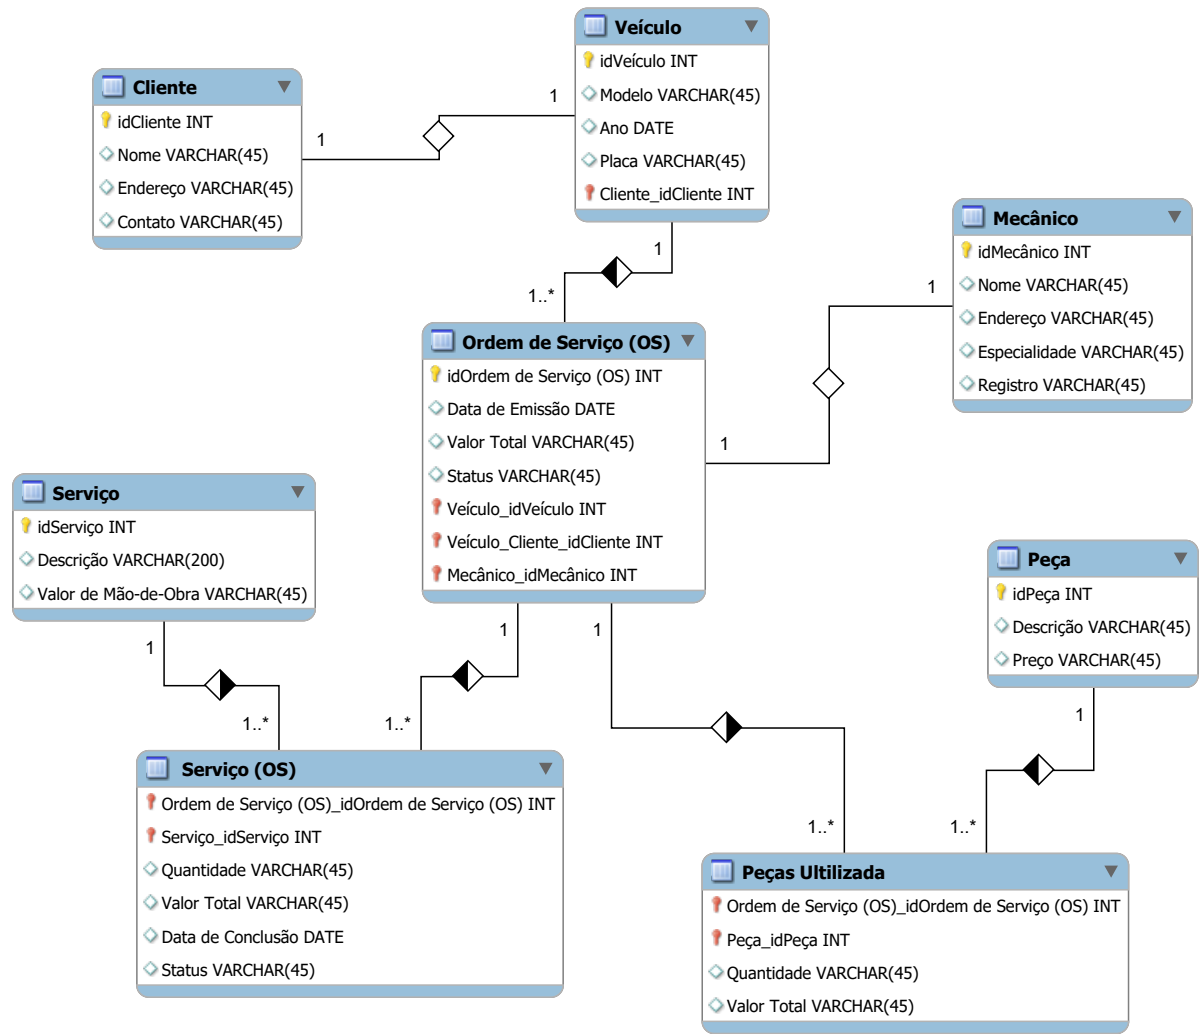 Veículo
idVeículo INT
Modelo VARCHAR(45)
Ano DATE
Placa VARCHAR(45)
Cliente_idCliente INT
Cliente
idCliente INT
Nome VARCHAR(45)
Endereço VARCHAR(45)
Contato VARCHAR(45)
1
1
1
1..*
Mecânico
idMecânico INT
Nome VARCHAR(45)
Endereço VARCHAR(45)
Especialidade VARCHAR(45)
Registro VARCHAR(45)
1
1
Ordem de Serviço (OS)
idOrdem de Serviço (OS) INT
Data de Emissão DATE
Valor Total VARCHAR(45)
Status VARCHAR(45)
Veículo_idVeículo INT
Veículo_Cliente_idCliente INT
Mecânico_idMecânico INT
Serviço
idServiço INT
Descrição VARCHAR(200)
Valor de Mão-de-Obra VARCHAR(45)
Peça
idPeça INT
Descrição VARCHAR(45)
Preço VARCHAR(45)
1
1
1
1
1..*
1..*
1..*
1..*
Serviço (OS)
Ordem de Serviço (OS)_idOrdem de Serviço (OS) INT
Serviço_idServiço INT
Quantidade VARCHAR(45)
Valor Total VARCHAR(45)
Data de Conclusão DATE
Status VARCHAR(45)
Peças Ultilizada
Ordem de Serviço (OS)_idOrdem de Serviço (OS) INT
Peça_idPeça INT
Quantidade VARCHAR(45)
Valor Total VARCHAR(45)